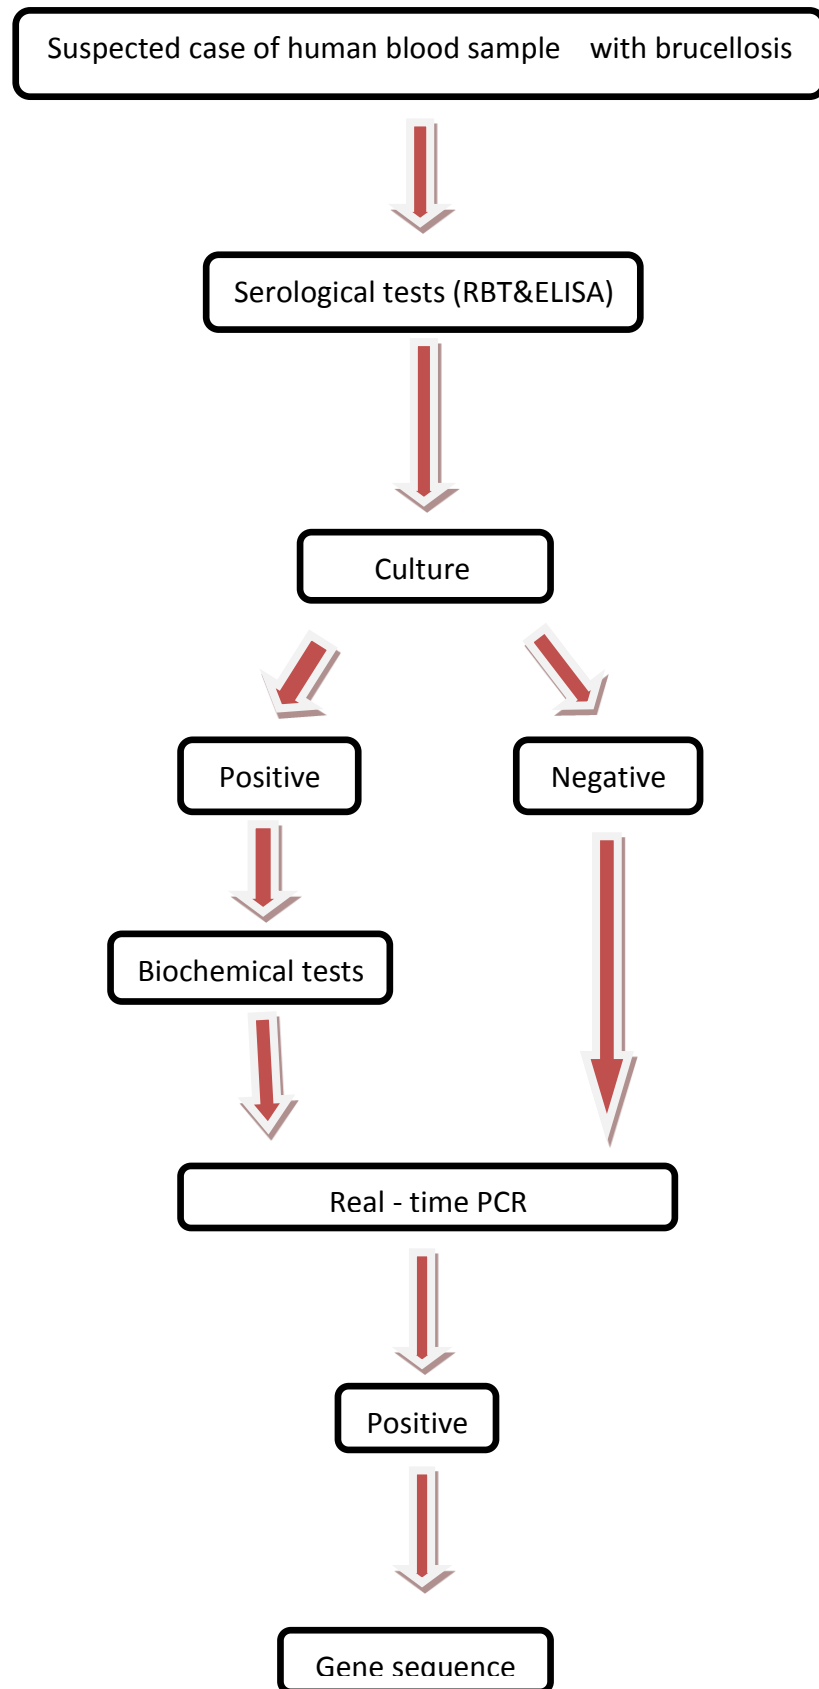 Suspected case of human blood sample with brucellosis
Serological tests (RBT&ELISA)
Culture
Positive
Negative
Biochemical tests
Real - time PCR
Positive
Gene sequence